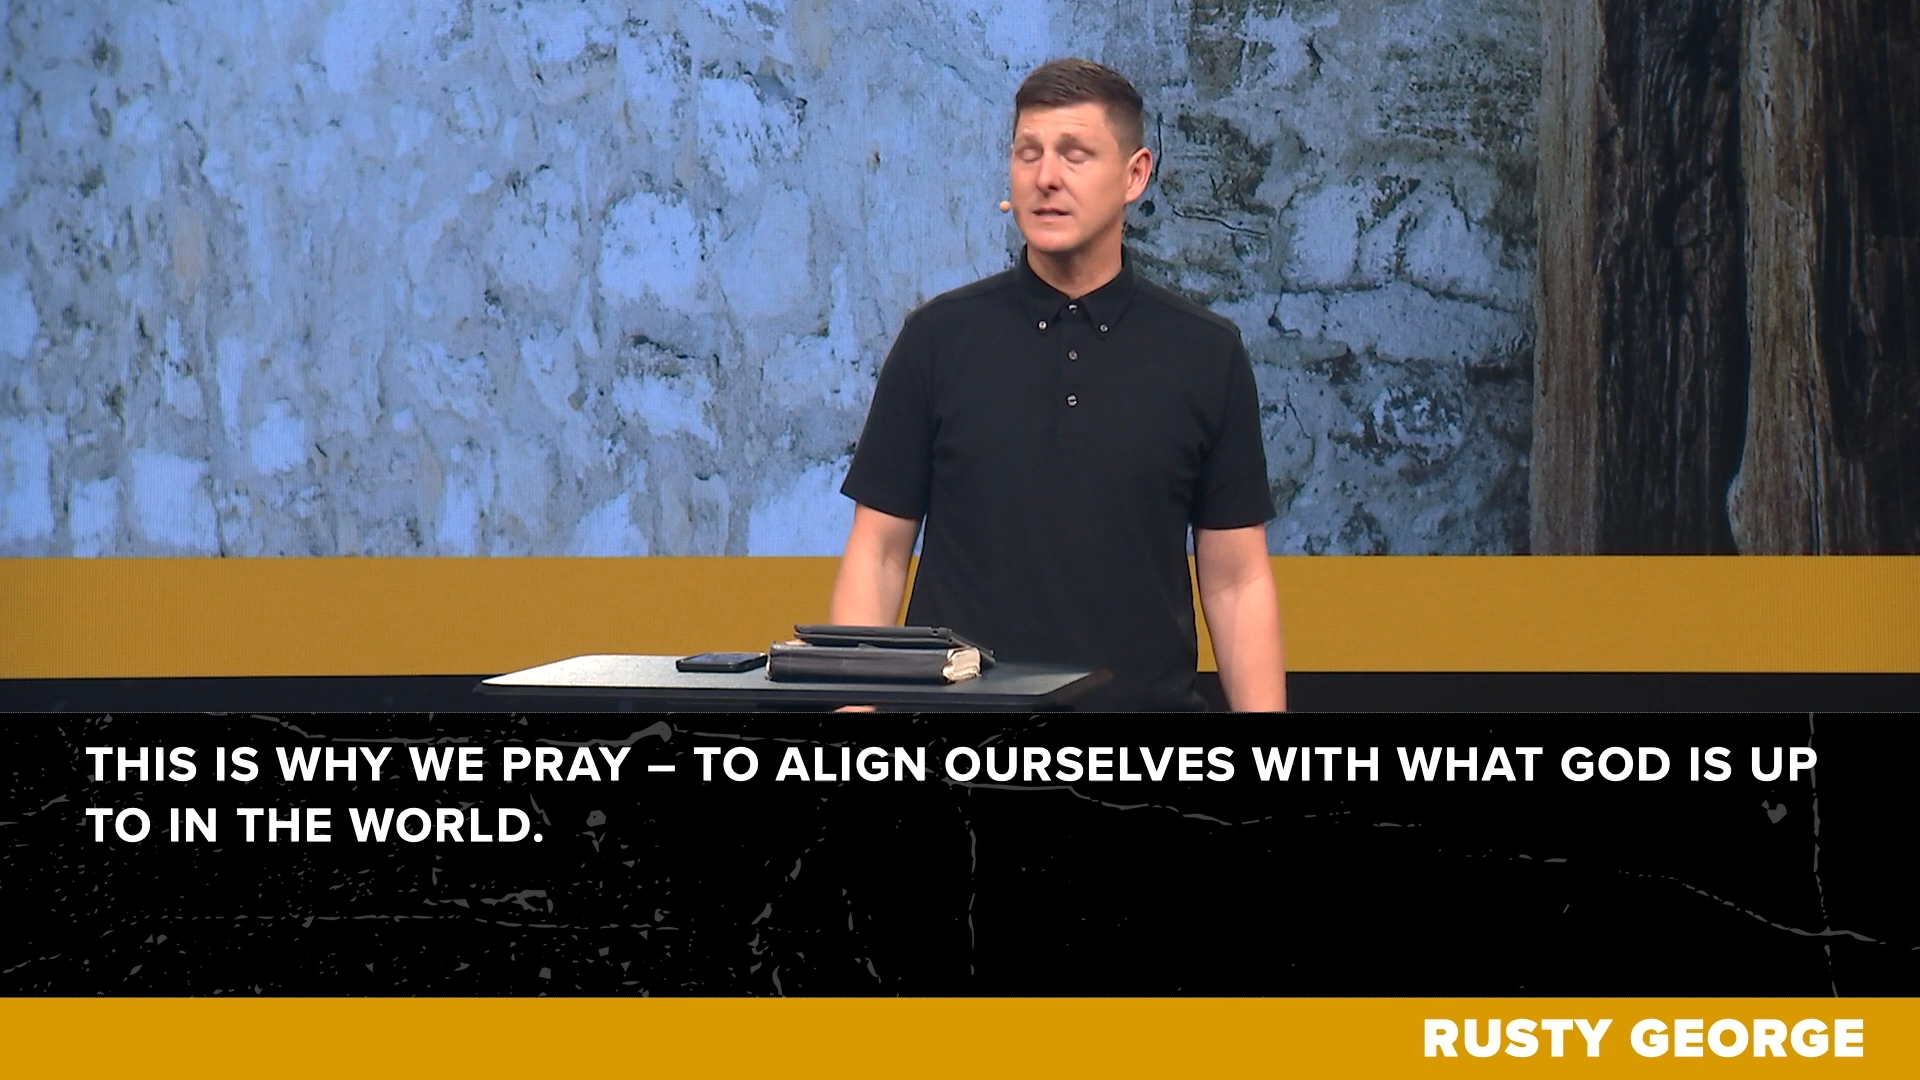 THIS IS WHY WE PRAY – TO ALIGN OURSELVES WITH WHAT GOD IS UP
TO IN THE WORLD.
RUSTY GEORGE